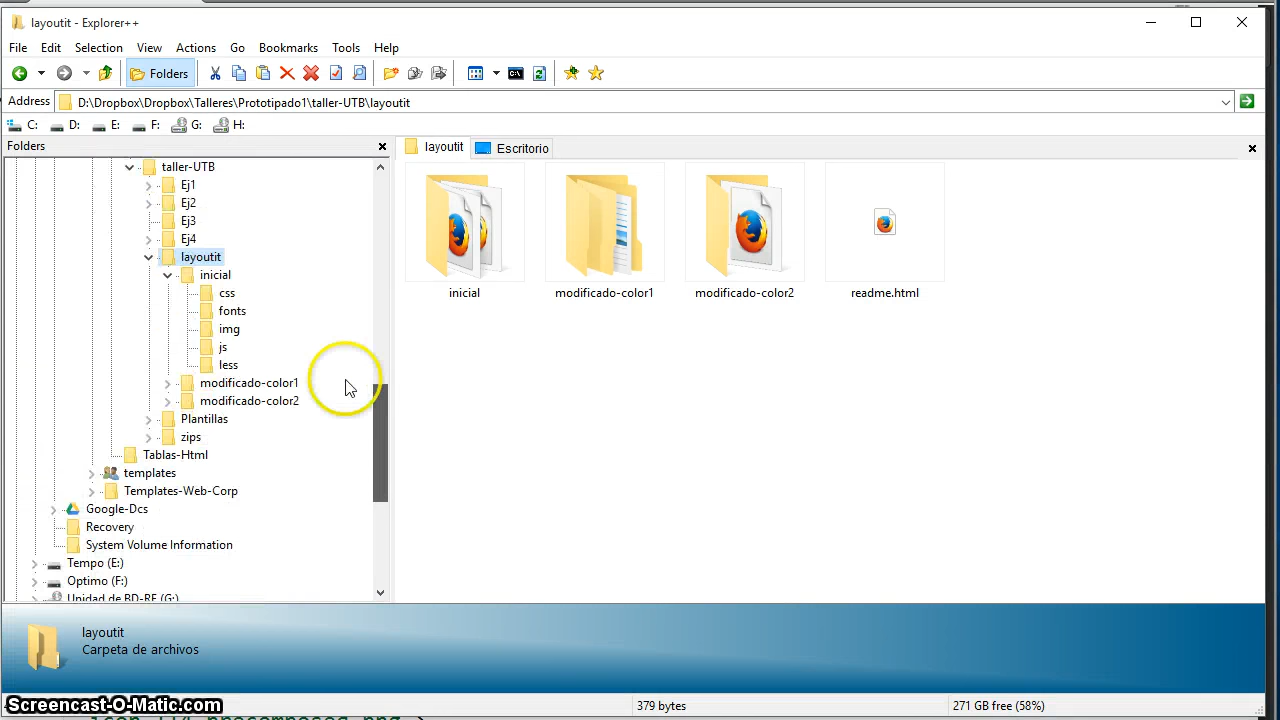 layoutit - Explorer++
File Edit Selection View Actions Go Bookmarks Tools Help
Folders
Address D:\Dropbox\Dropbox\Talleres\Prototipado1\taller-UTB\layoutit
C: D: E: F: G: H:
Folders
layoutit Escritorio
taller-UTB
Ej1
Ej2
Ej3
Ej4
layoutit
inicial
css
fonts
img
js
less
modificado-color1
modificado-color2
Plantillas
zips
Tablas-Html
templates
Templates-Web-Corp
Google-Dcs
Recovery
System Volume Information
Tempo (E:)
Optimo (F:)
Unidad de BD-RE (G:)
inicial modificado-color1 modificado-color2 readme.html
layoutit
Carpeta de archivos
Screencast-O-Matic.com
379 bytes
271 GB free (58%)